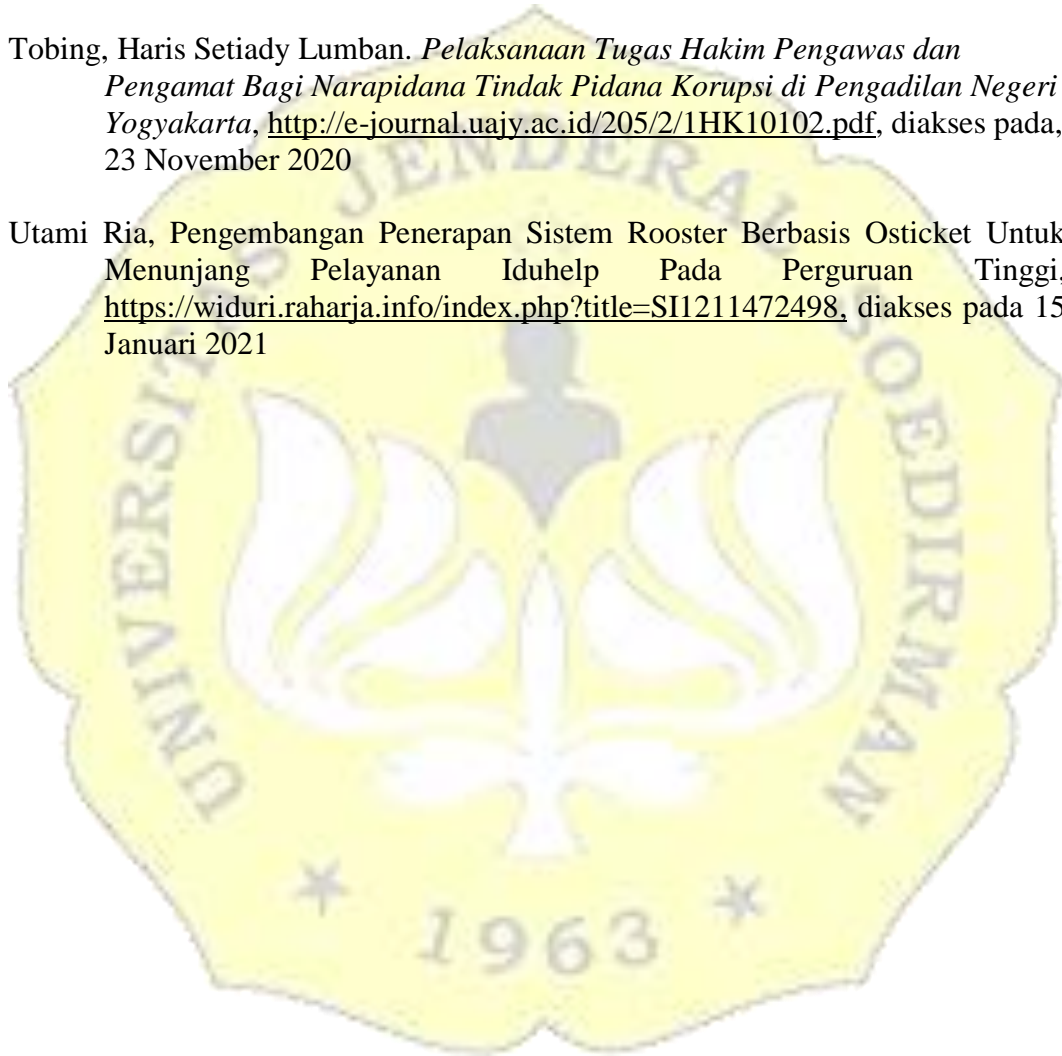 Tobing, Haris Setiady Lumban. Pelaksanaan Tugas Hakim Pengawas dan
Pengamat Bagi Narapidana Tindak Pidana Korupsi di Pengadilan Negeri
Yogyakarta, http://e-journal.uajy.ac.id/205/2/1HK10102.pdf, diakses pada,
23 November 2020
Utami Ria, Pengembangan Penerapan Sistem Rooster Berbasis Osticket Untuk
Menunjang Pelayanan Iduhelp Pada Perguruan Tinggi,
https://widuri.raharja.info/index.php?title=SI1211472498, diakses pada 15
Januari 2021
UNIVERSITAS JENDERAL SOEDIRMAN
1963